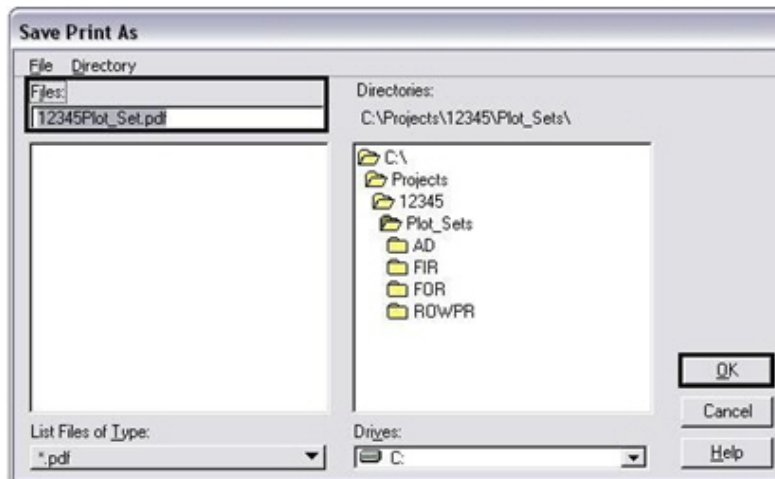 Save Print As
File Directory
Files:
12345Plot_Set.pdf
Directories:
C:\Projects\12345\Plot_Sets\
C:\
Projects
12345
Plot_Sets
AD
FIR
FOR
ROWPR
OK
Cancel
Help
List Files of Type:
*.pdf
Drives:
C: